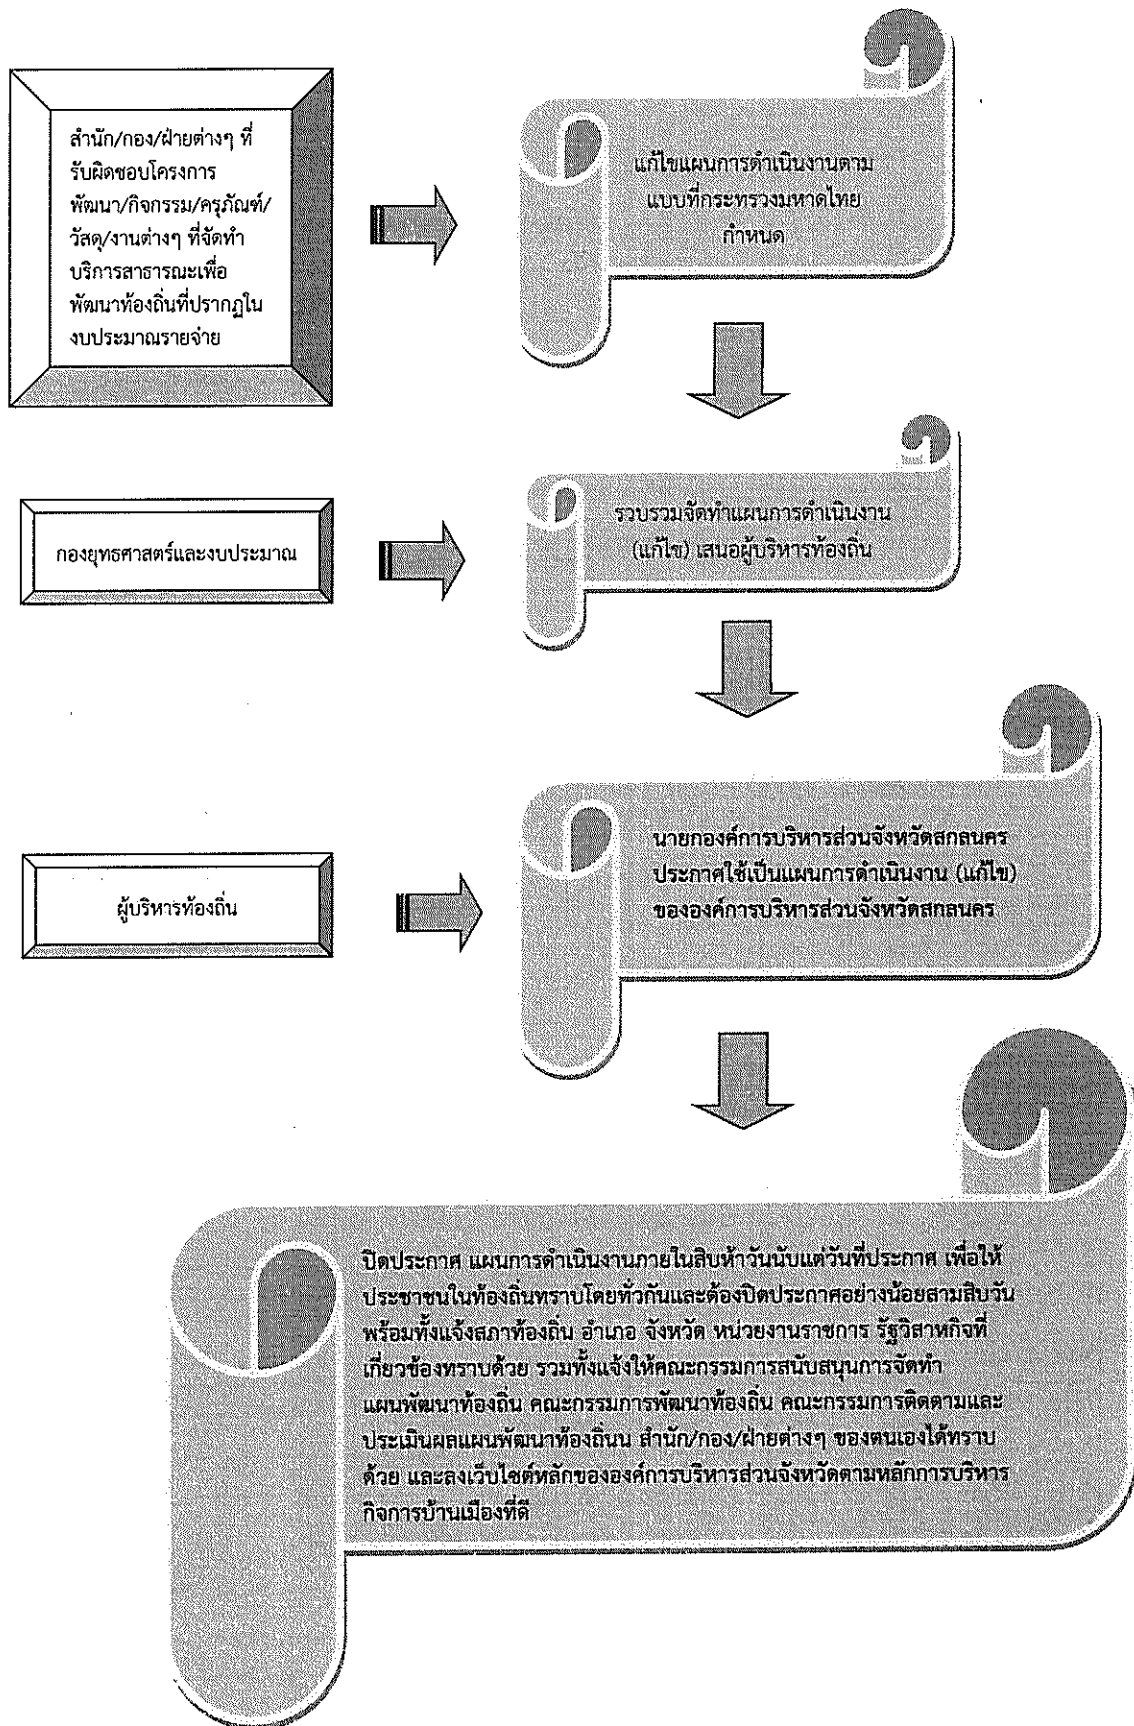 สำนัก/กอง/ฝ่ายต่างๆ ที่
รับผิดชอบโครงการ
พัฒนา/กิจกรรม/ครุภัณฑ์/
วัสดุ/งานต่างๆ ที่จัดทำ
บริการสาธารณะเพื่อ
พัฒนาท้องถิ่นที่ปรากฏใน
งบประมาณรายจ่าย
แก้ไขแผนการดำเนินงานตาม
แบบที่กระทรวงมหาดไทย
กำหนด
กองยุทธศาสตร์และงบประมาณ
รวบรวมจัดทำแผนการดำเนินงาน
(แก้ไข) เสนอผู้บริหารท้องถิ่น
ผู้บริหารท้องถิ่น
นายกองค์การบริหารส่วนจังหวัดสกลนคร
ประกาศใช้เป็นแผนการดำเนินงาน (แก้ไข)
ขององค์การบริหารส่วนจังหวัดสกลนคร
ปิดประกาศ แผนการดำเนินงานภายในสิบห้าวันนับแต่วันที่ประกาศ เพื่อให้
ประชาชนในท้องถิ่นทราบโดยทั่วกันและต้องปิดประกาศอย่างน้อยสามสิบวัน
พร้อมทั้งแจ้งสภาท้องถิ่น อำเภอ จังหวัด หน่วยงานราชการ รัฐวิสาหกิจที่
เกี่ยวข้องทราบด้วย รวมทั้งแจ้งให้คณะกรรมการสนับสนุนการจัดทำ
แผนพัฒนาท้องถิ่น คณะกรรมการพัฒนาท้องถิ่น คณะกรรมการติดตามและ
ประเมินผลแผนพัฒนาท้องถิ่นน สำนัก/กอง/ฝ่ายต่างๆ ของตนเองได้ทราบ
ด้วย และลงเว็บไซต์หลักขององค์การบริหารส่วนจังหวัดตามหลักการบริหาร
กิจการบ้านเมืองที่ดี